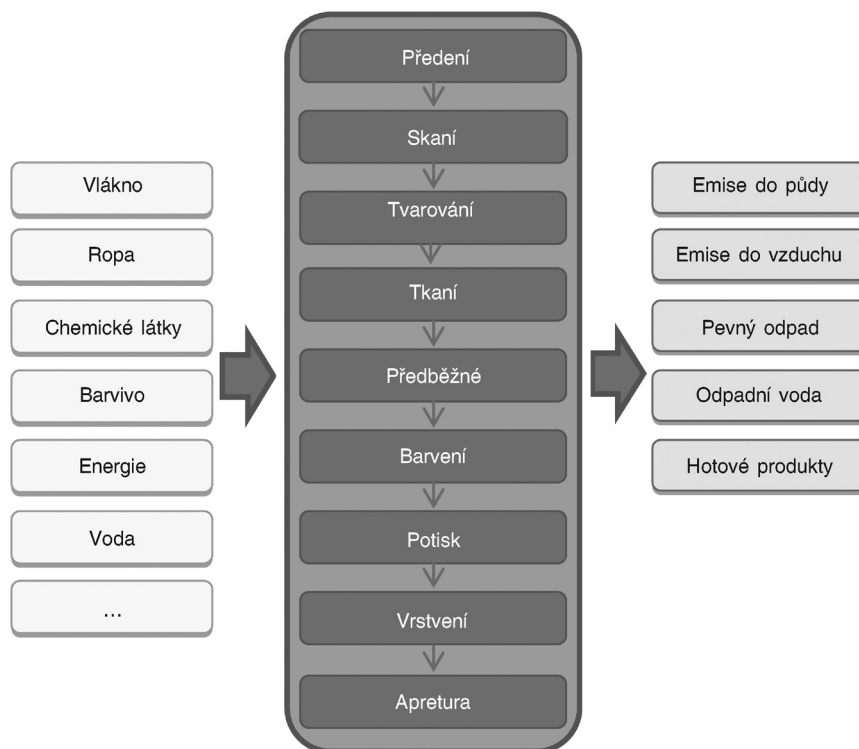 Vlákno
Ropa
Chemické látky
Barvivo
Energie
Voda
...
Předení
Skaní
Tvarování
Tkaní
Předběžné
Barvení
Potisk
Vrstvení
Apretura
Emise do půdy
Emise do vzduchu
Pevný odpad
Odpadní voda
Hotové produkty